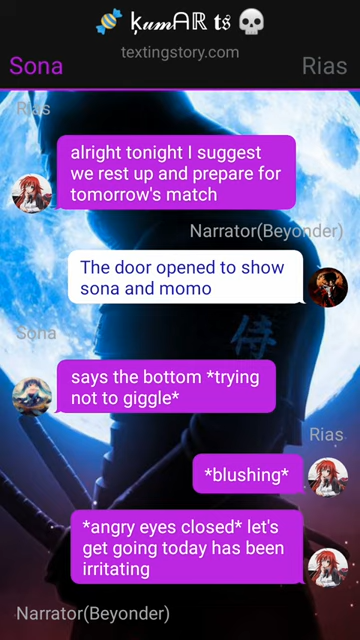 🍬 ķ𝓾𝓶ᗩℝ 𝐭𝔰 💀
textingstory.com
Sona
Rias
Rias
alright tonight I suggest
we rest up and prepare for
tomorrow's match
Narrator(Beyonder)
The door opened to show
sona and momo
Sona
侍
says the bottom *trying
not to giggle*
Rias
*blushing*
*angry eyes closed* let's
get going today has been
irritating
Narrator(Beyonder)